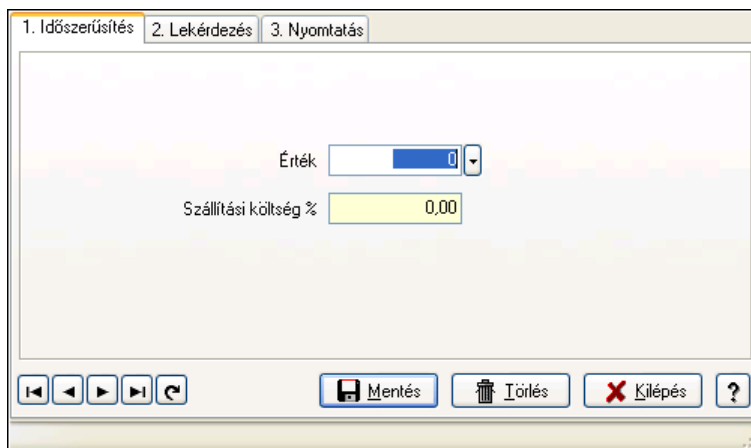 1. Időszerűsítés 2. Lekérdezés 3. Nyomtatás
Érték 0
Szállítási költség % 0,00
Mentés Törlés Kilépés ?